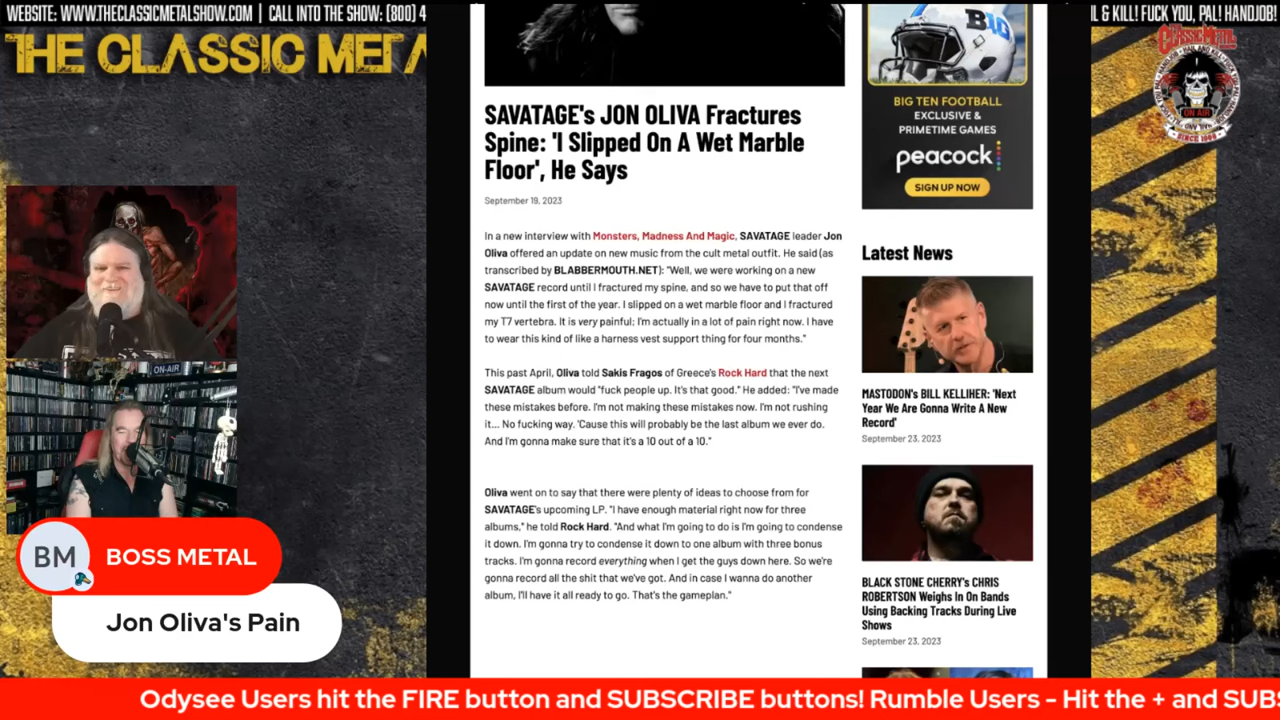 WEBSITE: WWW.THECLASSICMETALSHOW.COM | CALL INTO THE SHOW: (800) 4
IL & KILL! FUCK YOU, PAL! HANDJOB!
THE CLASSIC META
CLASSIC METAL
ON AIR
SINCE 1996
ON-AIR
SAVATAGE's JON OLIVA Fractures
Spine: 'I Slipped On A Wet Marble
Floor', He Says
September 19, 2023
In a new interview with Monsters, Madness And Magic, SAVATAGE leader Jon
Oliva offered an update on new music from the cult metal outfit. He said (as
transcribed by BLABBERMOUTH.NET): "Well, we were working on a new
SAVATAGE record until I fractured my spine, and so we have to put that off
now until the first of the year. I slipped on a wet marble floor and I fractured
my T7 vertebra. It is very painful; I'm actually in a lot of pain right now. I have
to wear this kind of like a harness vest support thing for four months."
This past April, Oliva told Sakis Fragos of Greece's Rock Hard that the next
SAVATAGE album would "fuck people up. It's that good." He added: "I've made
these mistakes before. I'm not making these mistakes now. I'm not rushing
it... No fucking way. 'Cause this will probably be the last album we ever do.
And I'm gonna make sure that it's a 10 out of a 10."
Oliva went on to say that there were plenty of ideas to choose from for
SAVATAGE's upcoming LP. "I have enough material right now for three
albums," he told Rock Hard. "And what I'm going to do is I'm going to condense
it down. I'm gonna try to condense it down to one album with three bonus
tracks. I'm gonna record everything when I get the guys down here. So we're
gonna record all the shit that we've got. And in case I wanna do another
album, I'll have it all ready to go. That's the gameplan."
B1G
BIG TEN FOOTBALL
EXCLUSIVE &
PRIMETIME GAMES
peacock
SIGN UP NOW
Latest News
MASTODON's BILL KELLIHER: 'Next
Year We Are Gonna Write A New
Record'
September 23, 2023
BLACK STONE CHERRY's CHRIS
ROBERTSON Weighs In On Bands
Using Backing Tracks During Live
Shows
September 23, 2023
BM
BOSS METAL
Jon Oliva's Pain
Odysee Users hit the FIRE button and SUBSCRIBE buttons! Rumble Users - Hit the + and SUBS